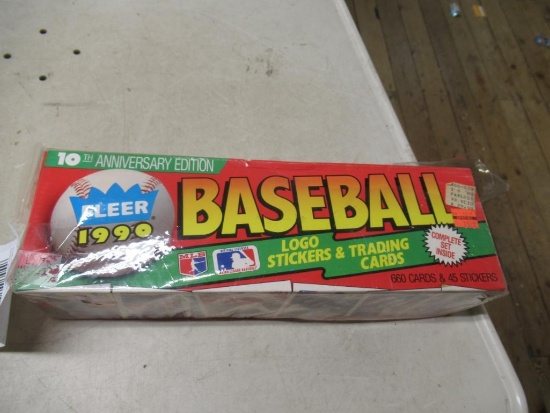 10TH ANNIVERSARY EDITION
FLEER
1990
BASEBALL
LOGO
STICKERS & TRADING
CARDS
COMPLETE
SET
INSIDE
660 CARDS & 45 STICKERS